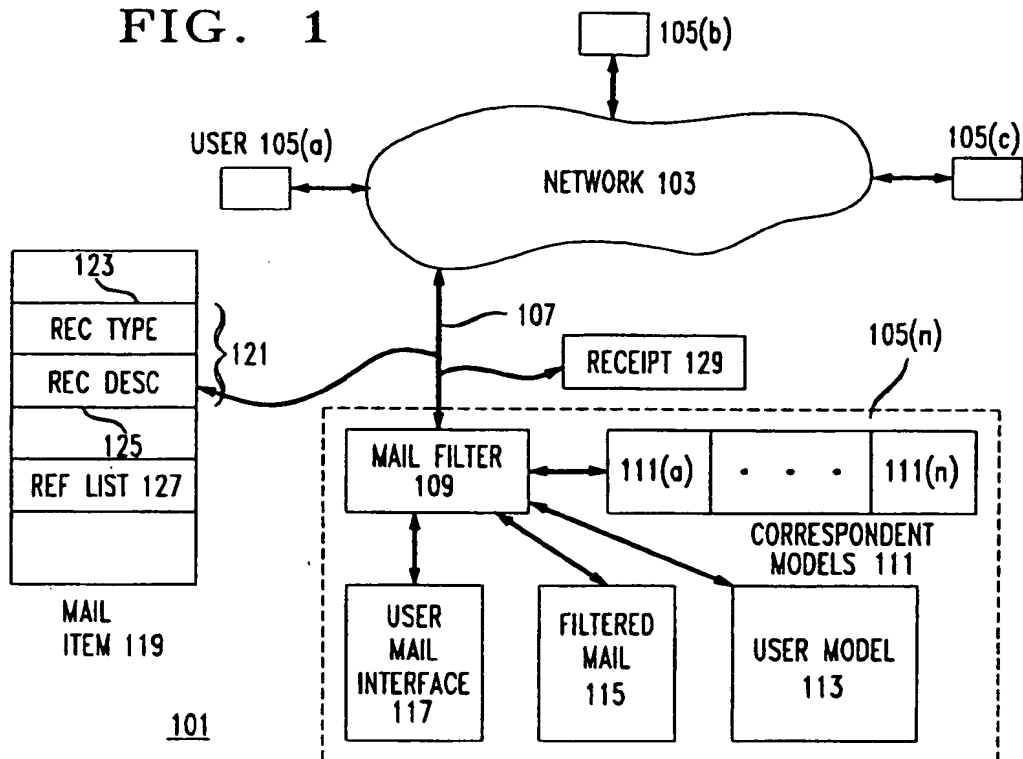 FIG. 1
105(b)
USER 105(a)
105(c)
NETWORK 103
123
REC TYPE
121
REC DESC
125
REF LIST 127
MAIL
ITEM 119
101
107
RECEIPT 129
105(n)
MAIL FILTER
109
111(a)
. . .
111(n)
CORRESPONDENT
MODELS 111
USER
MAIL
INTERFACE
117
FILTERED
MAIL
115
USER MODEL
113